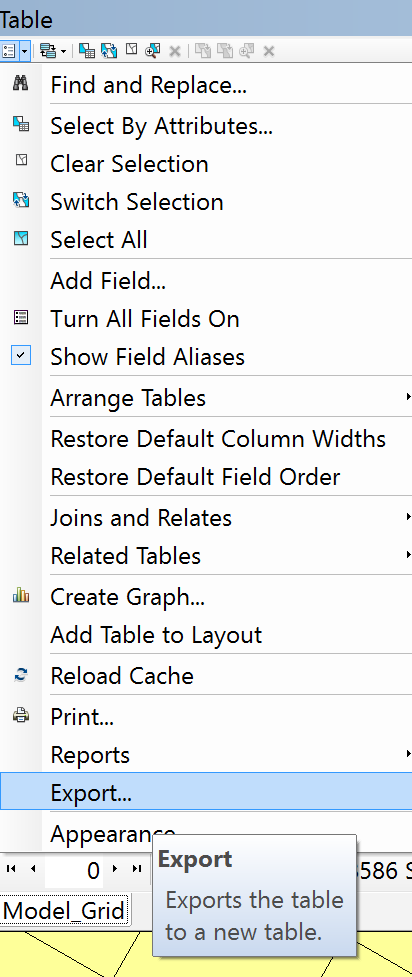 Table
Find and Replace...
Select By Attributes...
Clear Selection
Switch Selection
Select All
Add Field...
Turn All Fields On
Show Field Aliases
Arrange Tables
Restore Default Column Widths
Restore Default Field Order
Joins and Relates
Related Tables
Create Graph...
Add Table to Layout
Reload Cache
Print...
Reports
Export...
Appearance
0
Export
Exports the table
to a new table.
Model_Grid